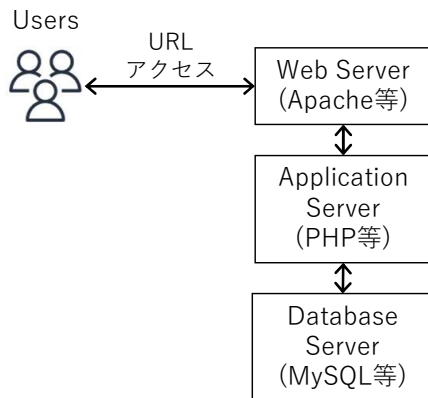 Users
URL
アクセス
Web Server
(Apache等)
Application
Server
(PHP等)
Database
Server
(MySQL等)